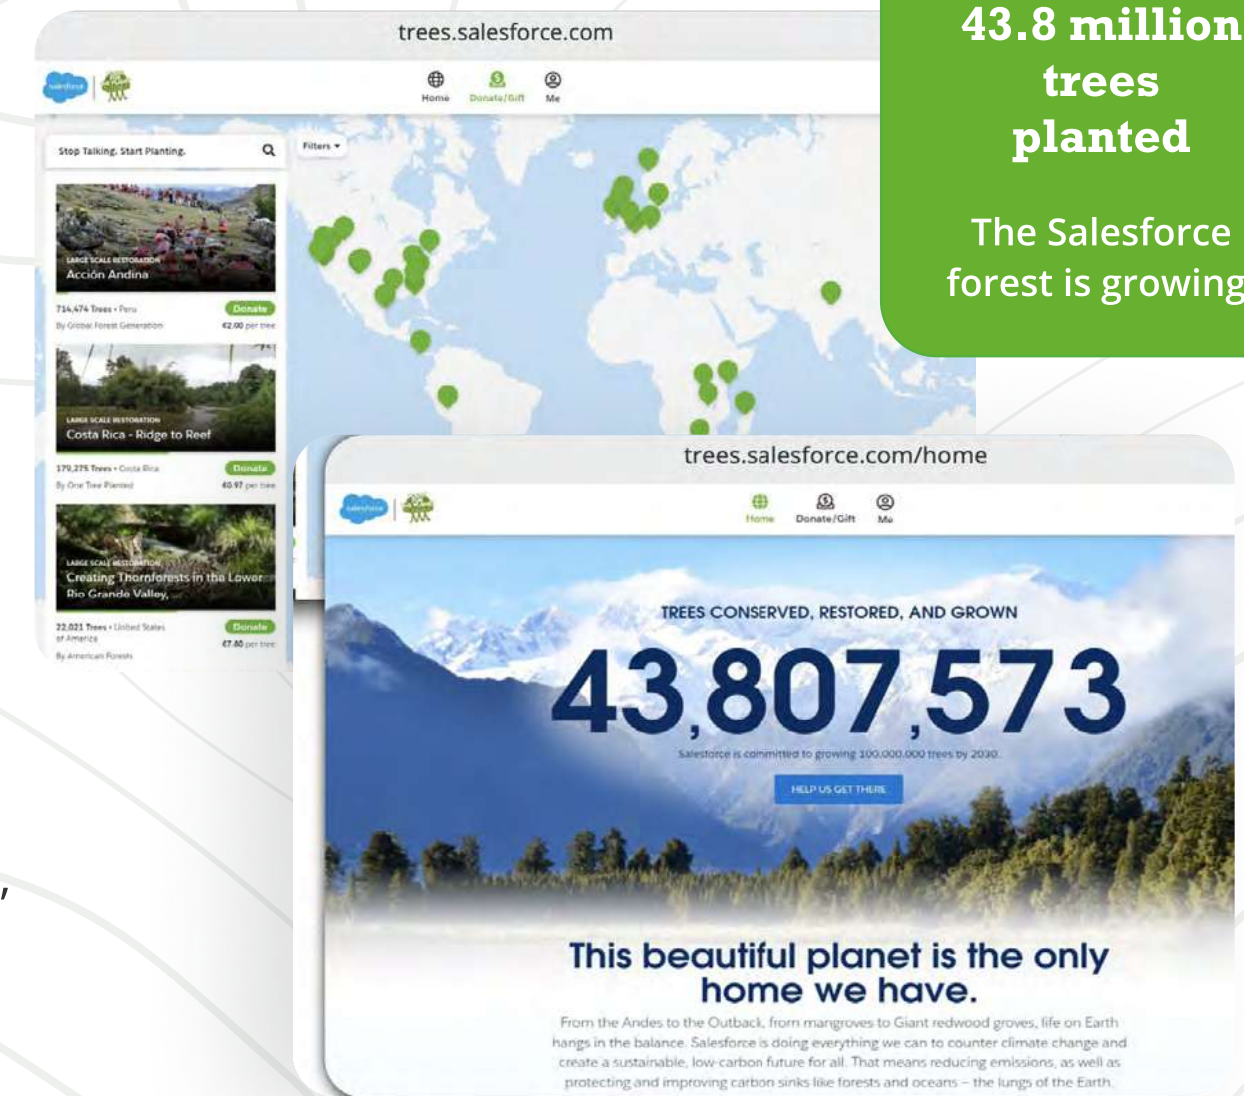 trees.salesforce.com
43.8 million
trees
planted
The Salesforce
forest is growing
salesforce
Home
Donate/Gift
Me
Stop Talking. Start Planting.
Filters
LARGE SCALE RESTORATION
Acción Andina
714,474 Trees • Peru
Donate
By Global Forest Generation
€2.00 per tree
LARGE SCALE RESTORATION
Costa Rica - Ridge to Reef
179,275 Trees • Costa Rica
Donate
By One Tree Planted
€0.97 per tree
LARGE SCALE RESTORATION
Creating Thornforests in the Lower
Rio Grande Valley, ...
22,021 Trees • United States
of America
Donate
€7.80 per tree
By American Forests
,
trees.salesforce.com/home
salesforce
Home
Donate/Gift
Me
TREES CONSERVED, RESTORED, AND GROWN
43,807,573
Salesforce is committed to growing 100,000,000 trees by 2030.
HELP US GET THERE
This beautiful planet is the only
home we have.
From the Andes to the Outback, from mangroves to Giant redwood groves, life on Earth
hangs in the balance. Salesforce is doing everything we can to counter climate change and
create a sustainable, low-carbon future for all. That means reducing emissions, as well as
protecting and improving carbon sinks like forests and oceans – the lungs of the Earth.